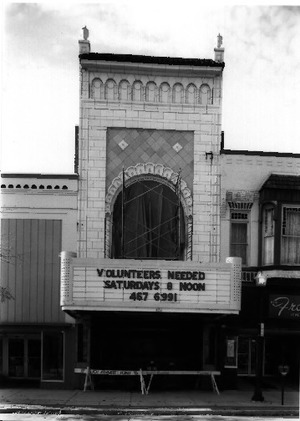 VOLUNTEERS NEEDED
SATURDAYS 8 NOON
467 6991